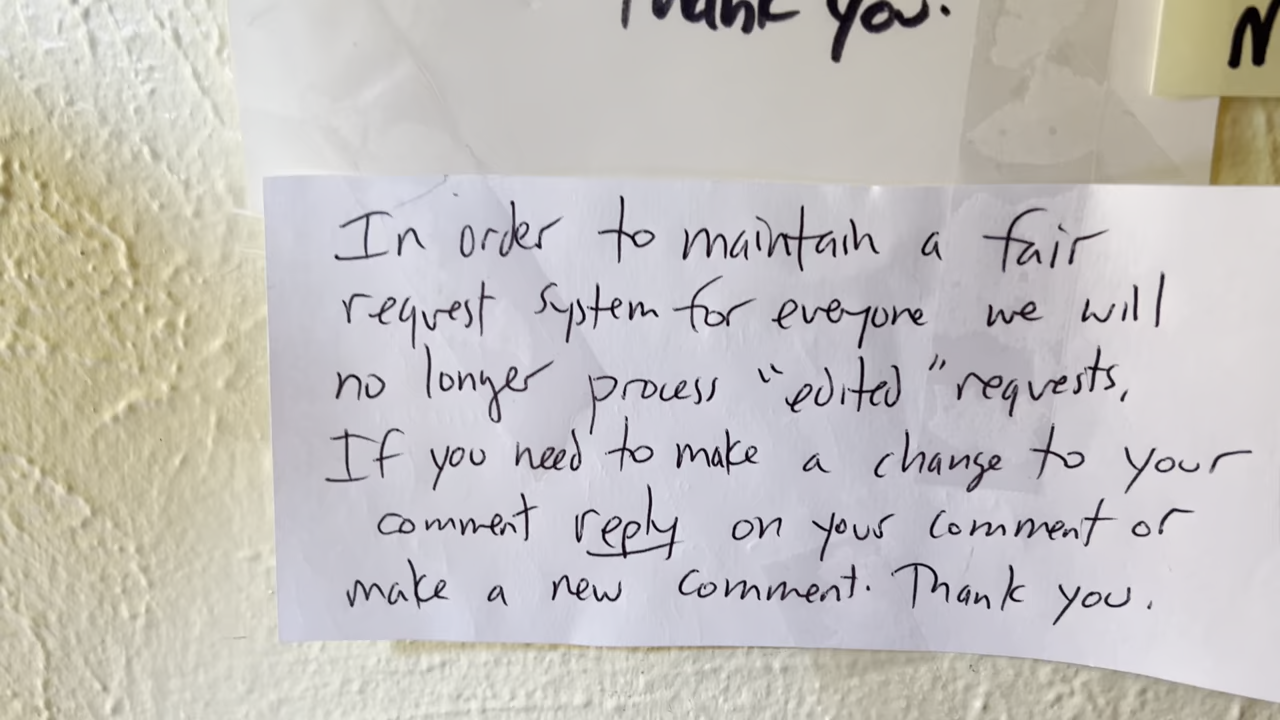 Thank you.
N
In order to maintain a fair
request system for everyone we will
no longer process "edited" requests.
If you need to make a change to your
comment reply on your comment or
make a new comment. Thank you.